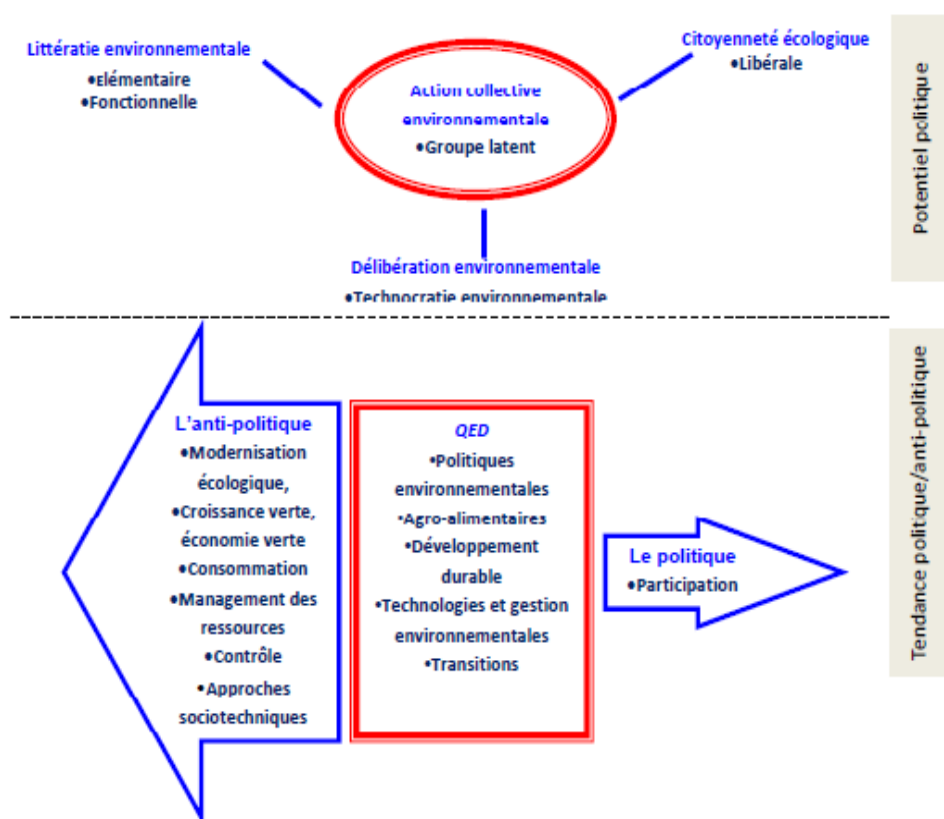 Littératie environnementale
•Elémentaire
•Fonctionnelle
Action collective
environnementale
•Groupe latent
Citoyenneté écologique
•Libérale
Délibération environnementale
•Technocratie environnementale
Potentiel politique
L'anti-politique
•Modernisation
écologique,
•Croissance verte,
économie verte
•Consommation
•Management des
ressources
•Contrôle
•Approches
sociotechniques
QED
•Politiques
environnementales
•Agro-alimentaires
•Développement
durable
•Technologies et gestion
environnementales
•Transitions
Le politique
•Participation
Tendance politque/anti-politique